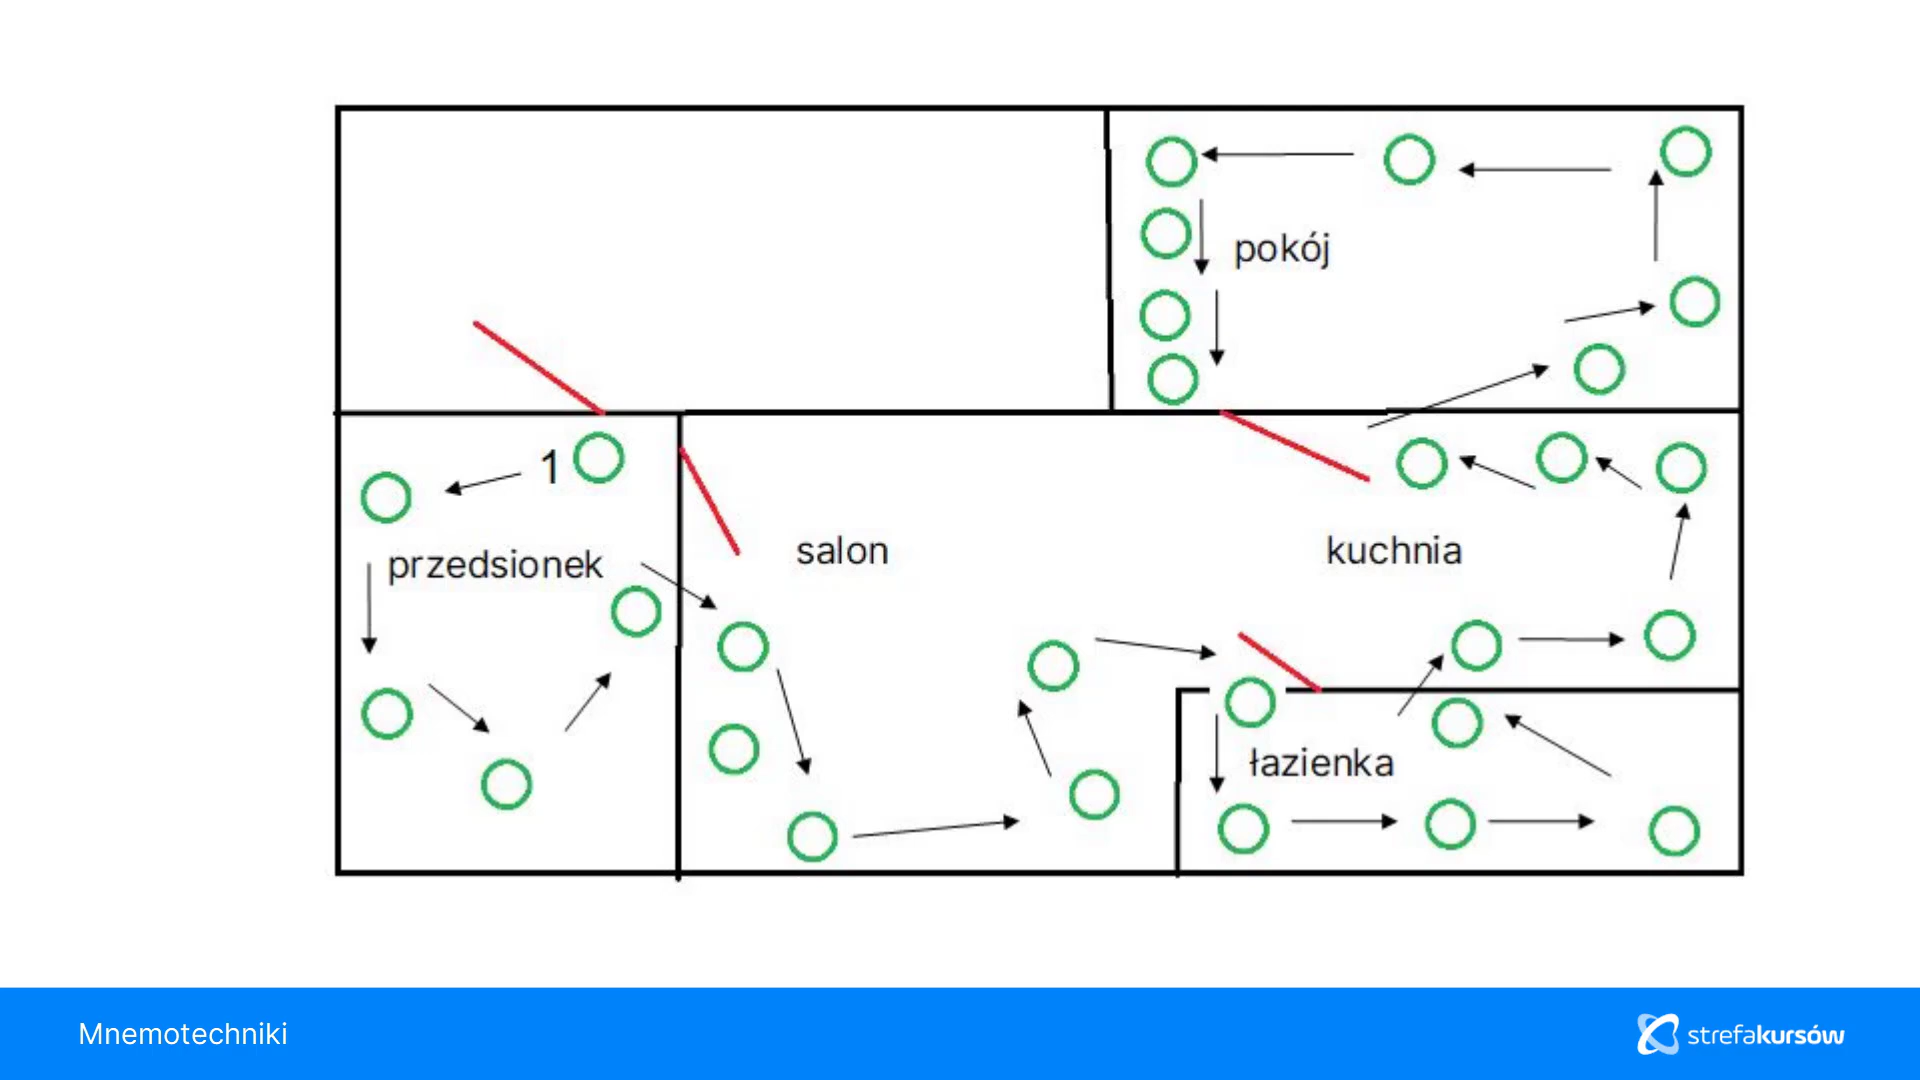 pokój
1
przedsionek
salon
kuchnia
łazienka
Mnemotechniki
strefakursów